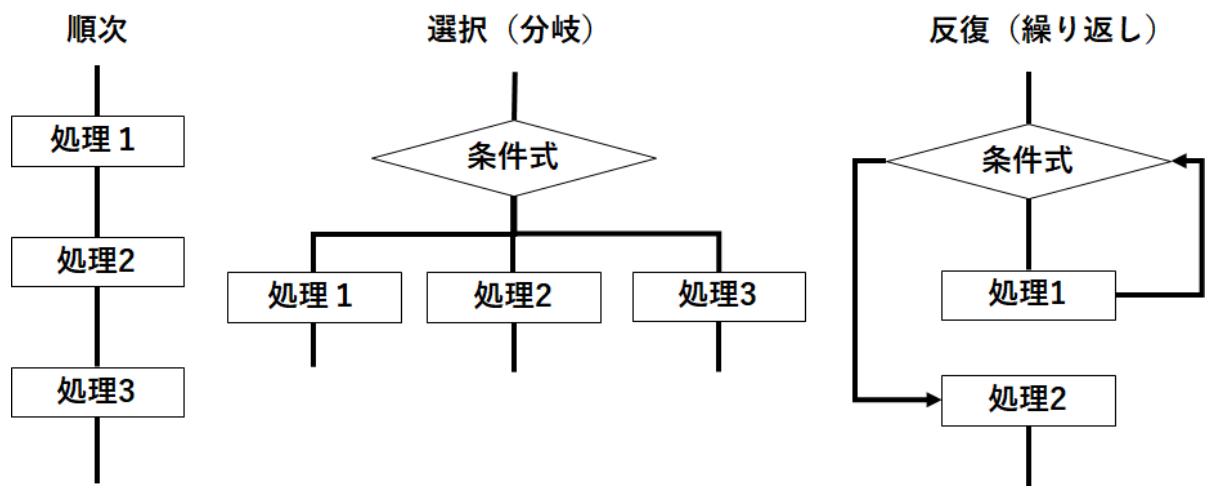 順次
処理１
処理2
処理3
選択（分岐）
条件式
処理１
処理2
処理3
反復（繰り返し）
条件式
処理1
処理2